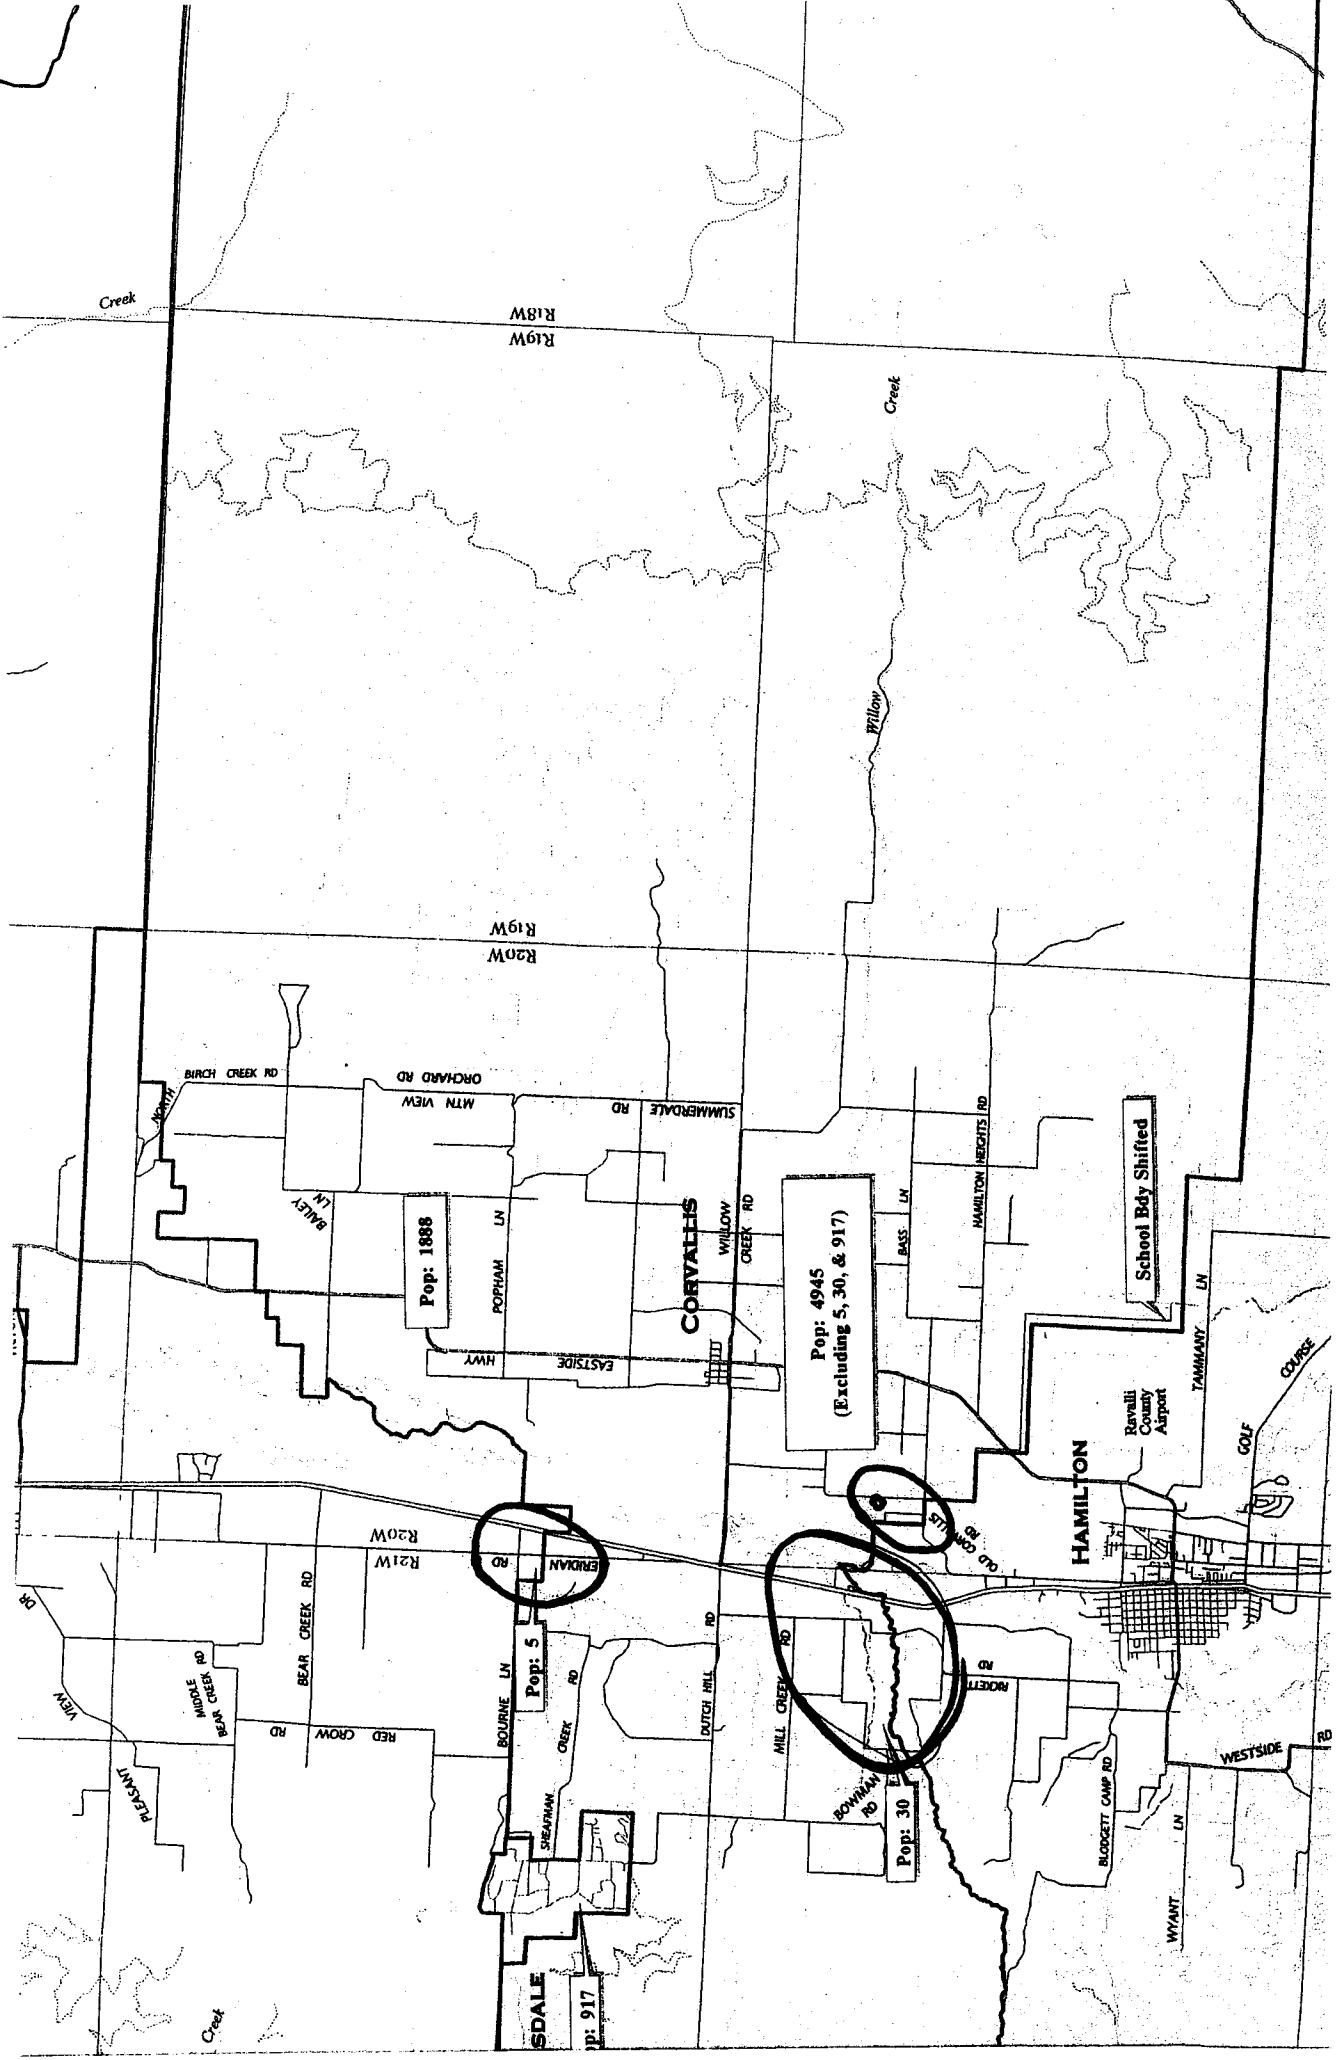 Creek
R18W
R19W
Creek
Willow
R19W
R20W
BIRCH CREEK RD
NORTH
MTN VIEW
ORCHARD RD
SUMMERDALE RD
BAILEY
LN
Pop: 1888
POPHAM LN
CORVALLIS
WILLOW
CREEK RD
Pop: 4945
(Excluding 5, 30, & 917)
BASS LN
HAMILTON HEIGHTS RD
School Bdy Shifted
EASTSIDE HWY
TAMMANY LN
Ravalli
County
Airport
COURSE
GOLF
HAMILTON
OLD CORVALLIS
RD
R20W
R21W
ERIDIAN
RD
DR
VIEW
PLEASANT
MIDDLE
BEAR CREEK RD
BEAR CREEK RD
RED CROW RD
BOURNE LN
Pop: 5
SHEAFMAN CREEK RD
DUTCH HILL RD
MILL CREEK RD
BOWMAN
RD
Pop: 30
RICKETT RD
BLODGETT CAMP RD
WYANT LN
WESTSIDE RD
SDALE
op: 917
Creek